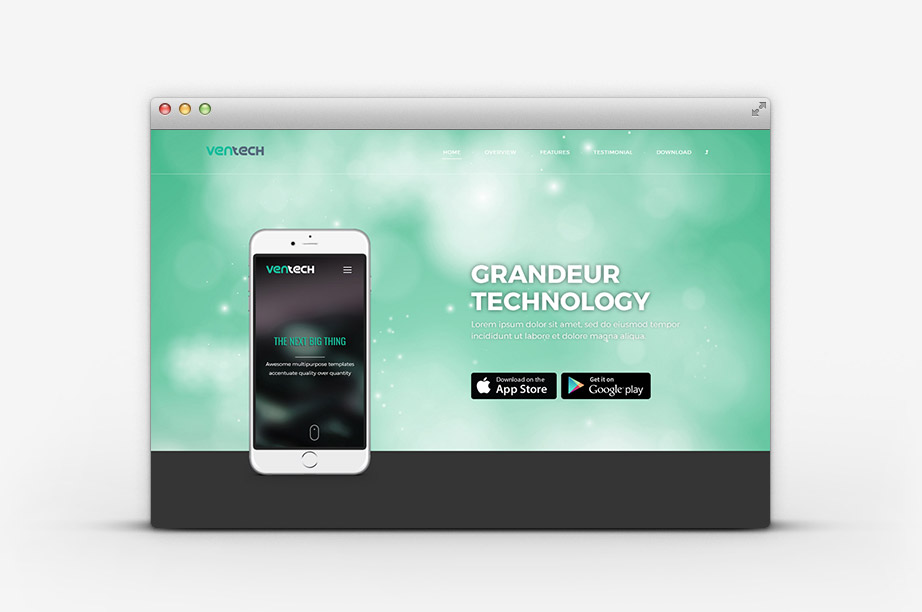 ventech
HOME OVERVIEW FEATURES TESTIMONIAL DOWNLOAD
ventech
THE NEXT BIG THING
Awesome multipurpose templates
accentuate quality over quantity
GRANDEUR
TECHNOLOGY
Lorem ipsum dolor sit amet, sed do eiusmod tempor
incididunt ut labore et dolore magna aliqua.
Download on the
App Store
Get it on
Google play